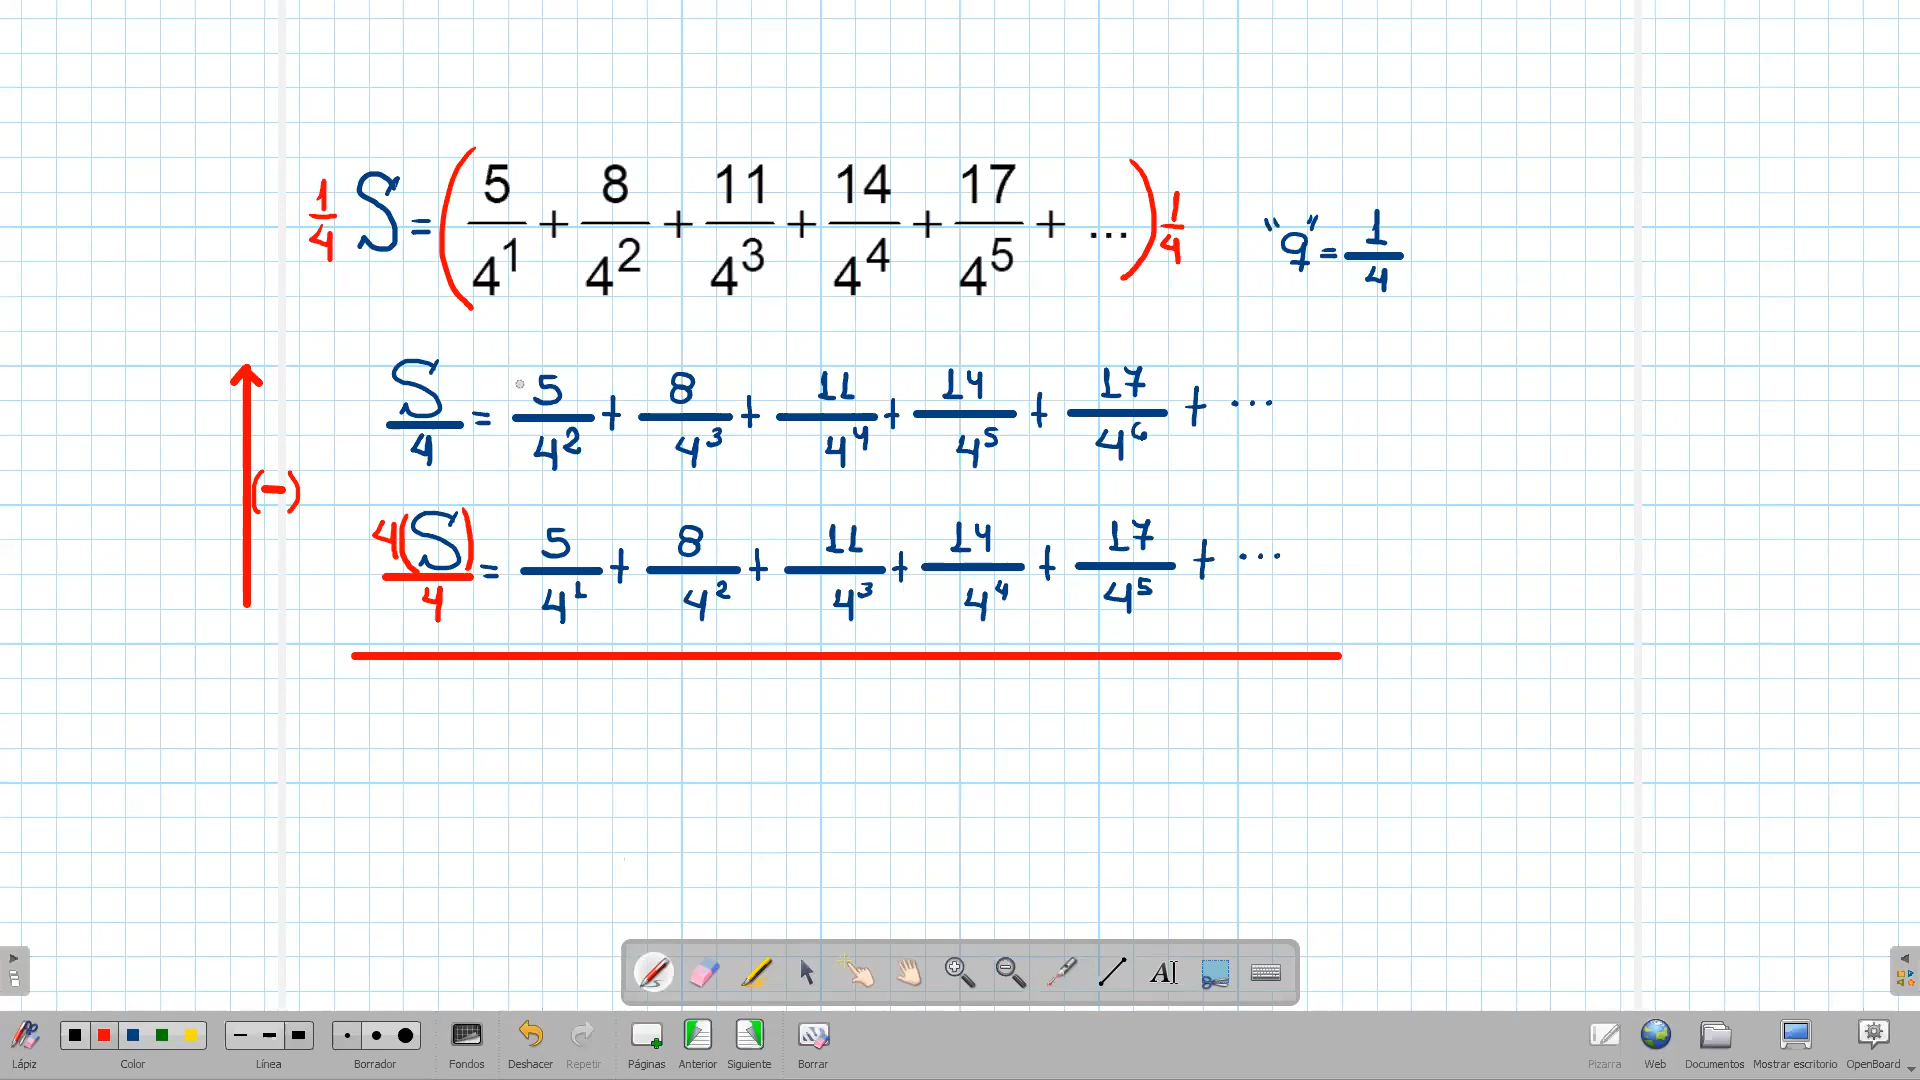 1/4 S = ( 5/4^1 + 8/4^2 + 11/4^3 + 14/4^4 + 17/4^5 + ... ) 1/4
"q" = 1/4
S/4 = 5/4^2 + 8/4^3 + 11/4^4 + 14/4^5 + 17/4^6 + ...
(-)
4(S)/4 = 5/4^1 + 8/4^2 + 11/4^3 + 14/4^4 + 17/4^5 + ...
AI
Lápiz Color Línea Borrador Fondos Deshacer Repetir Páginas Anterior Siguiente Borrar Pizarra Web Documentos Mostrar escritorio OpenBoard